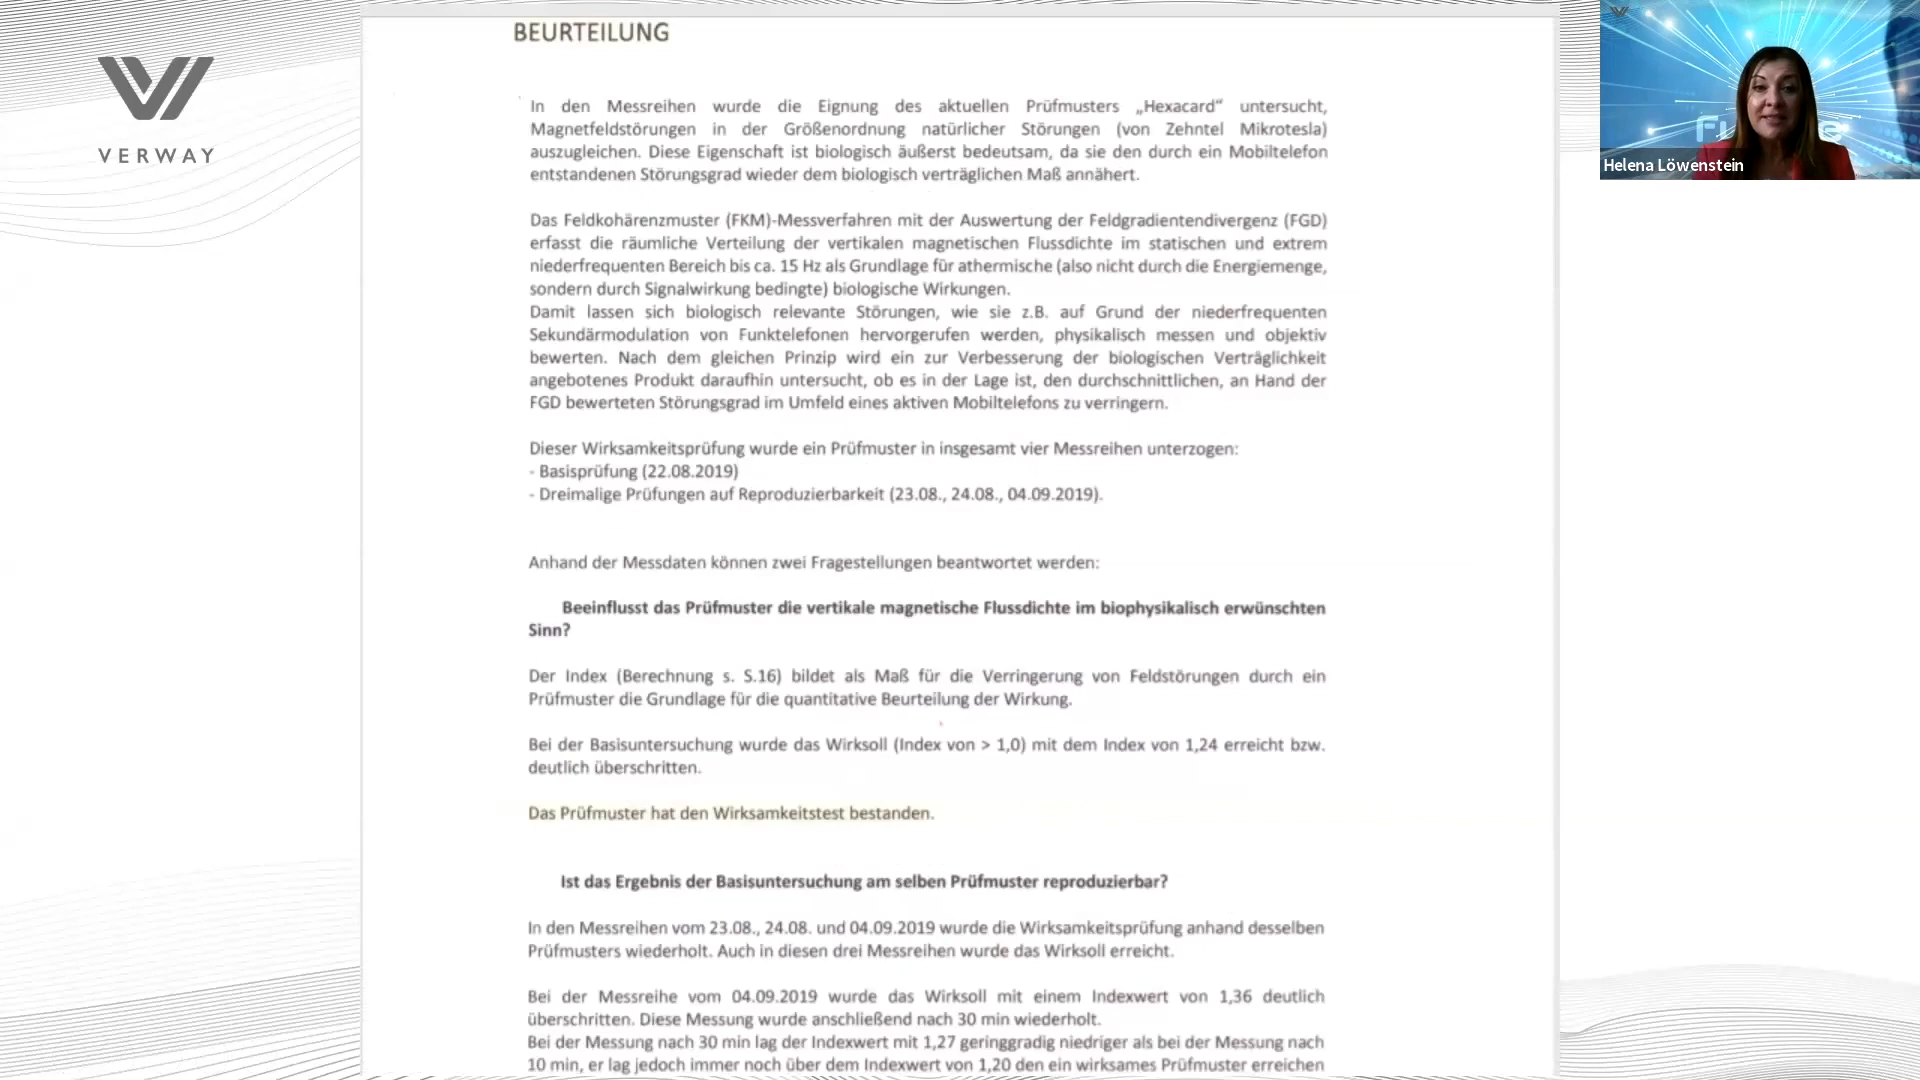 BEURTEILUNG
In den Messreihen wurde die Eignung des aktuellen Prüfmusters „Hexacard“ untersucht,
Magnetfeldstörungen in der Größenordnung natürlicher Störungen (von Zehntel Mikrotesla)
auszugleichen. Diese Eigenschaft ist biologisch äußerst bedeutsam, da sie den durch ein Mobiltelefon
entstandenen Störungsgrad wieder dem biologisch verträglichen Maß annähert.
Das Feldkohärenzmuster (FKM)-Messverfahren mit der Auswertung der Feldgradientendivergenz (FGD)
erfasst die räumliche Verteilung der vertikalen magnetischen Flussdichte im statischen und extrem
niederfrequenten Bereich bis ca. 15 Hz als Grundlage für athermische (also nicht durch die Energiemenge,
sondern durch Signalwirkung bedingte) biologische Wirkungen.
Damit lassen sich biologisch relevante Störungen, wie sie z.B. auf Grund der niederfrequenten
Sekundärmodulation von Funktelefonen hervorgerufen werden, physikalisch messen und objektiv
bewerten. Nach dem gleichen Prinzip wird ein zur Verbesserung der biologischen Verträglichkeit
angebotenes Produkt daraufhin untersucht, ob es in der Lage ist, den durchschnittlichen, an Hand der
FGD bewerteten Störungsgrad im Umfeld eines aktiven Mobiltelefons zu verringern.
Dieser Wirksamkeitsprüfung wurde ein Prüfmuster in insgesamt vier Messreihen unterzogen:
- Basisprüfung (22.08.2019)
- Dreimalige Prüfungen auf Reproduzierbarkeit (23.08., 24.08., 04.09.2019).
Anhand der Messdaten können zwei Fragestellungen beantwortet werden:
Beeinflusst das Prüfmuster die vertikale magnetische Flussdichte im biophysikalisch erwünschten
Sinn?
Der Index (Berechnung s. S.16) bildet als Maß für die Verringerung von Feldstörungen durch ein
Prüfmuster die Grundlage für die quantitative Beurteilung der Wirkung.
Bei der Basisuntersuchung wurde das Wirksoll (Index von > 1,0) mit dem Index von 1,24 erreicht bzw.
deutlich überschritten.
Das Prüfmuster hat den Wirksamkeitstest bestanden.
Ist das Ergebnis der Basisuntersuchung am selben Prüfmuster reproduzierbar?
In den Messreihen vom 23.08., 24.08. und 04.09.2019 wurde die Wirksamkeitsprüfung anhand desselben
Prüfmusters wiederholt. Auch in diesen drei Messreihen wurde das Wirksoll erreicht.
Bei der Messreihe vom 04.09.2019 wurde das Wirksoll mit einem Indexwert von 1,36 deutlich
überschritten. Diese Messung wurde anschließend nach 30 min wiederholt.
Bei der Messung nach 30 min lag der Indexwert mit 1,27 geringgradig niedriger als bei der Messung nach
10 min, er lag jedoch immer noch über dem Indexwert von 1,20 den ein wirksames Prüfmuster erreichen
VERWAY
Helena Löwenstein